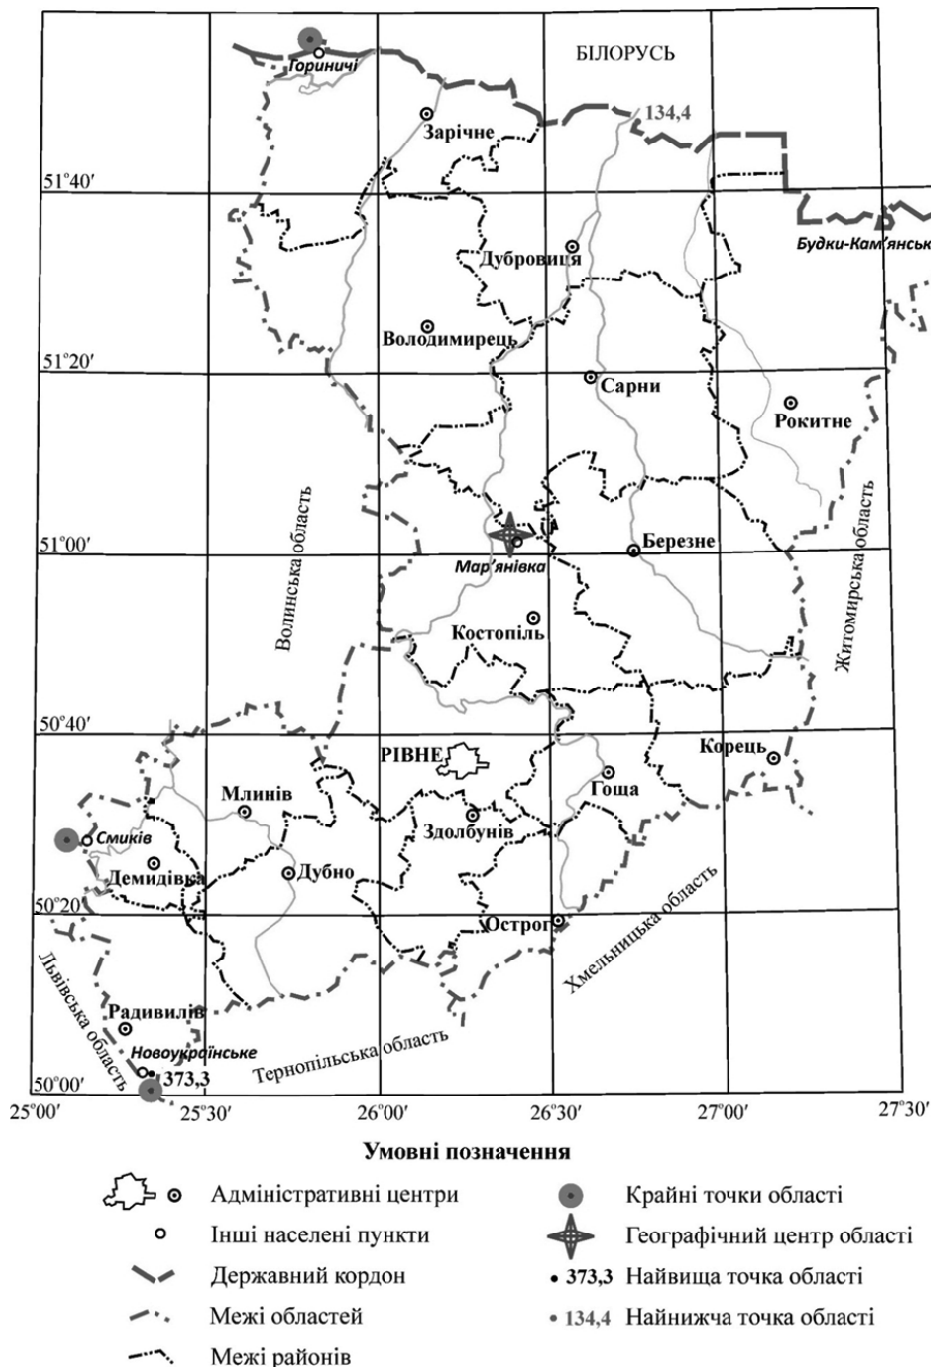 БІЛОРУСЬ
Гориничі
134,4
Зарічне
51°40′
Будки-Кам'янськ
Дубровиця
Володимирець
51°20′
Сарни
Рокитне
Волинська область
Житомирська область
51°00′
Березне
Мар'янівка
Костопіль
50°40′
РІВНЕ
Корець
Гоща
Млинів
Здолбунів
Смиків
Демидівка
Дубно
50°20′
Острог
Хмельницька область
Львівська область
Радивилів
Новоукраїнське
Тернопільська область
373,3
50°00′
25°00′ 25°30′ 26°00′ 26°30′ 27°00′ 27°30′
Умовні позначення
Адміністративні центри
Інші населені пункти
Державний кордон
Межі областей
Межі районів
Крайні точки області
Географічний центр області
373,3 Найвища точка області
134,4 Найнижча точка області